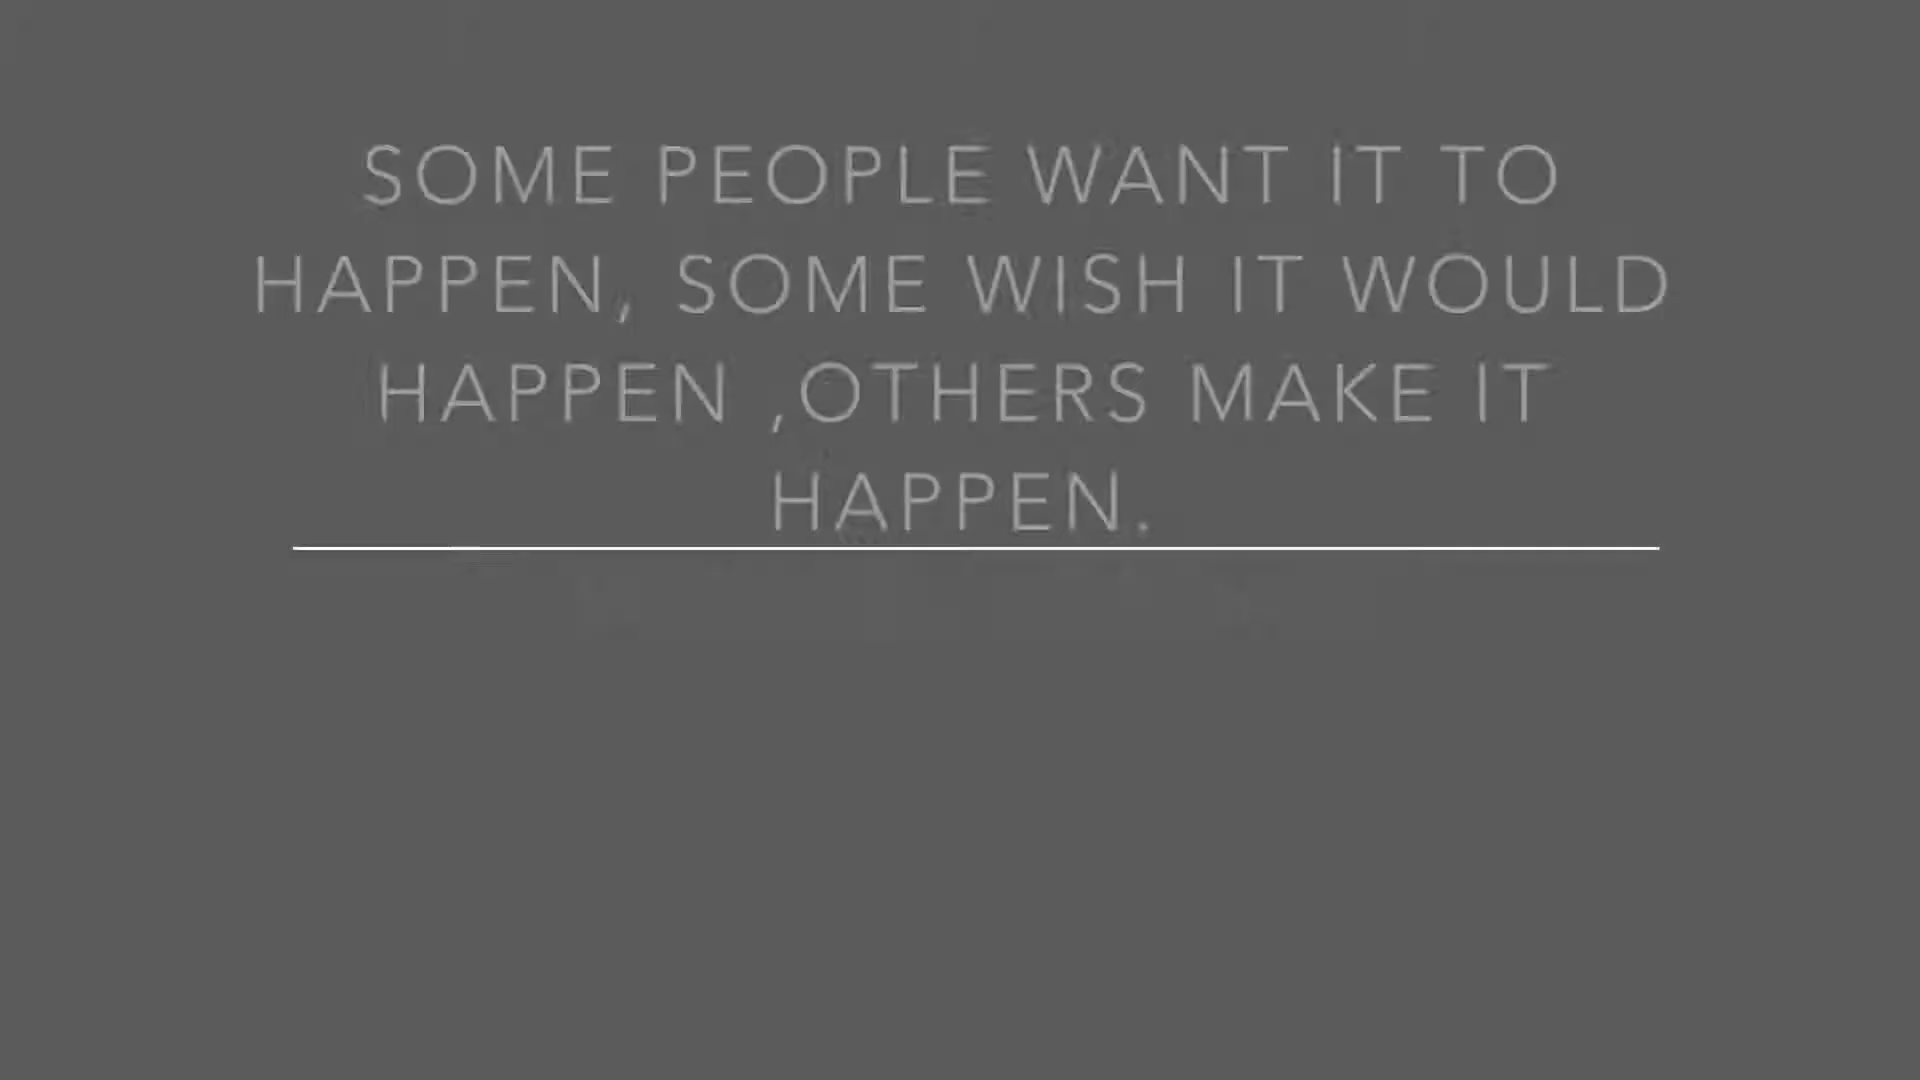 SOME PEOPLE WANT IT TO
HAPPEN, SOME WISH IT WOULD
HAPPEN ,OTHERS MAKE IT
HAPPEN.